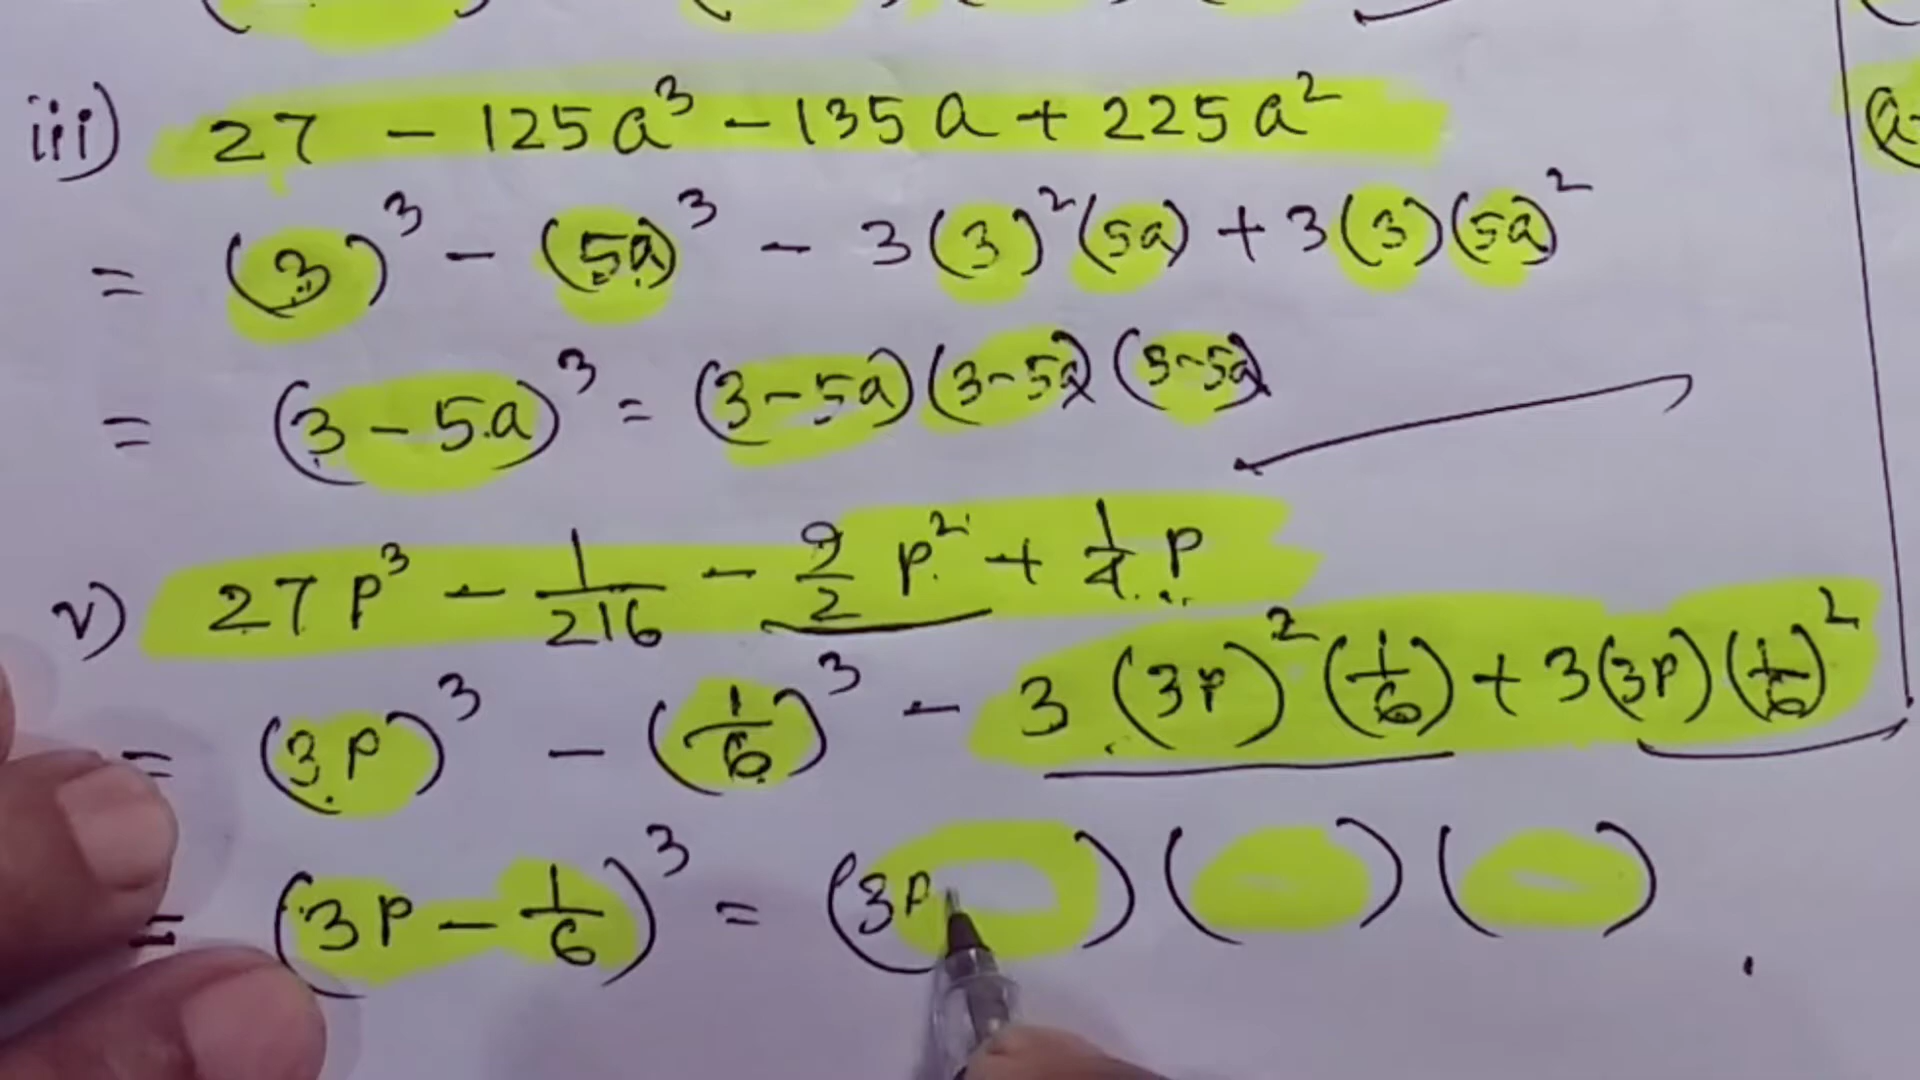 iii) 27 - 125a³ - 135a + 225a²
= (3)³ - (5a)³ - 3(3)²(5a) + 3(3)(5a)²
= (3-5a)³ = (3-5a)(3-5a)(3-5a)
v) 27p³ - 1/216 - 9/2 p² + 1/4 p
= (3p)³ - (1/6)³ - 3(3p)²(1/6) + 3(3p)(1/6)²
= (3p - 1/6)³ = (3p )( )( )